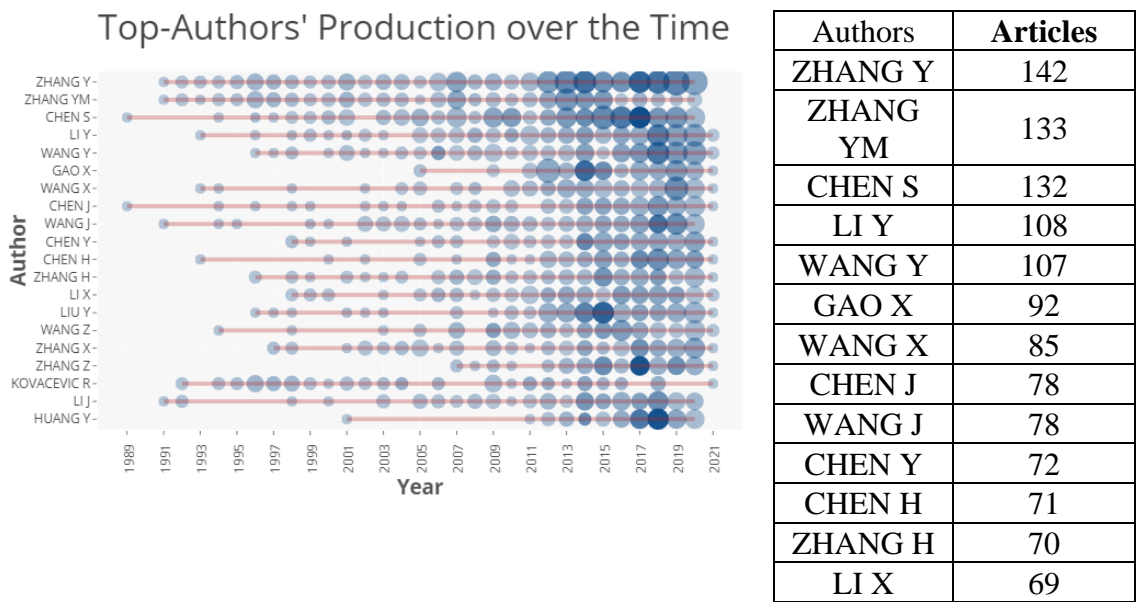 Top-Authors' Production over the Time
Author
ZHANG Y
ZHANG YM
CHEN S
LI Y
WANG Y
GAO X
WANG X
CHEN J
WANG J
CHEN Y
CHEN H
ZHANG H
LI X
LIU Y
WANG Z
ZHANG X
ZHANG Z
KOVACEVIC R
LI J
HUANG Y
1989 1991 1993 1995 1997 1999 2001 2003 2005 2007 2009 2011 2013 2015 2017 2019 2021
Year
Authors Articles
ZHANG Y 142
ZHANG
YM 133
CHEN S 132
LI Y 108
WANG Y 107
GAO X 92
WANG X 85
CHEN J 78
WANG J 78
CHEN Y 72
CHEN H 71
ZHANG H 70
LI X 69